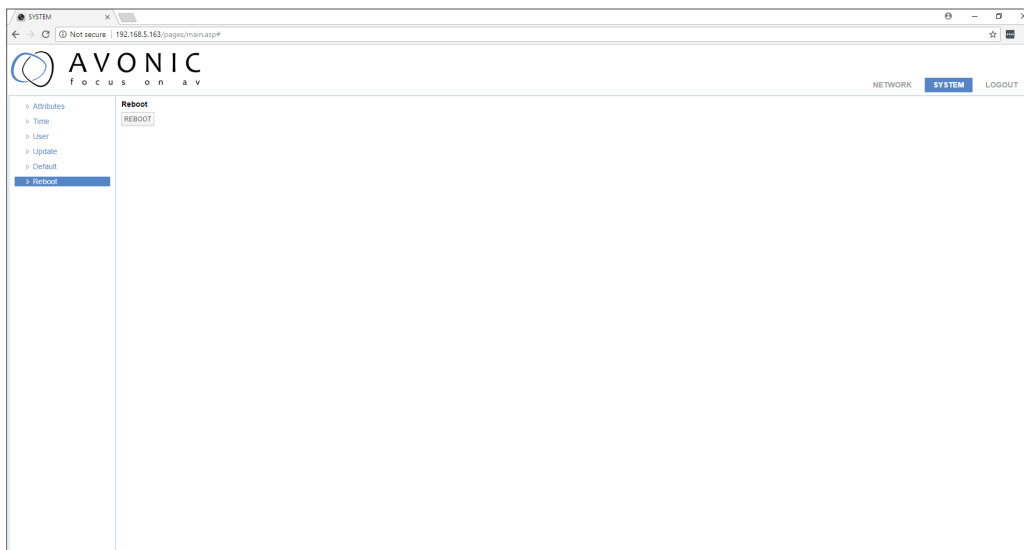 SYSTEM
Not secure
192.168.5.163/pages/main.asp#
AVONIC
focus on av
NETWORK
SYSTEM
LOGOUT
Attributes
Time
User
Update
Default
Reboot
Reboot
REBOOT